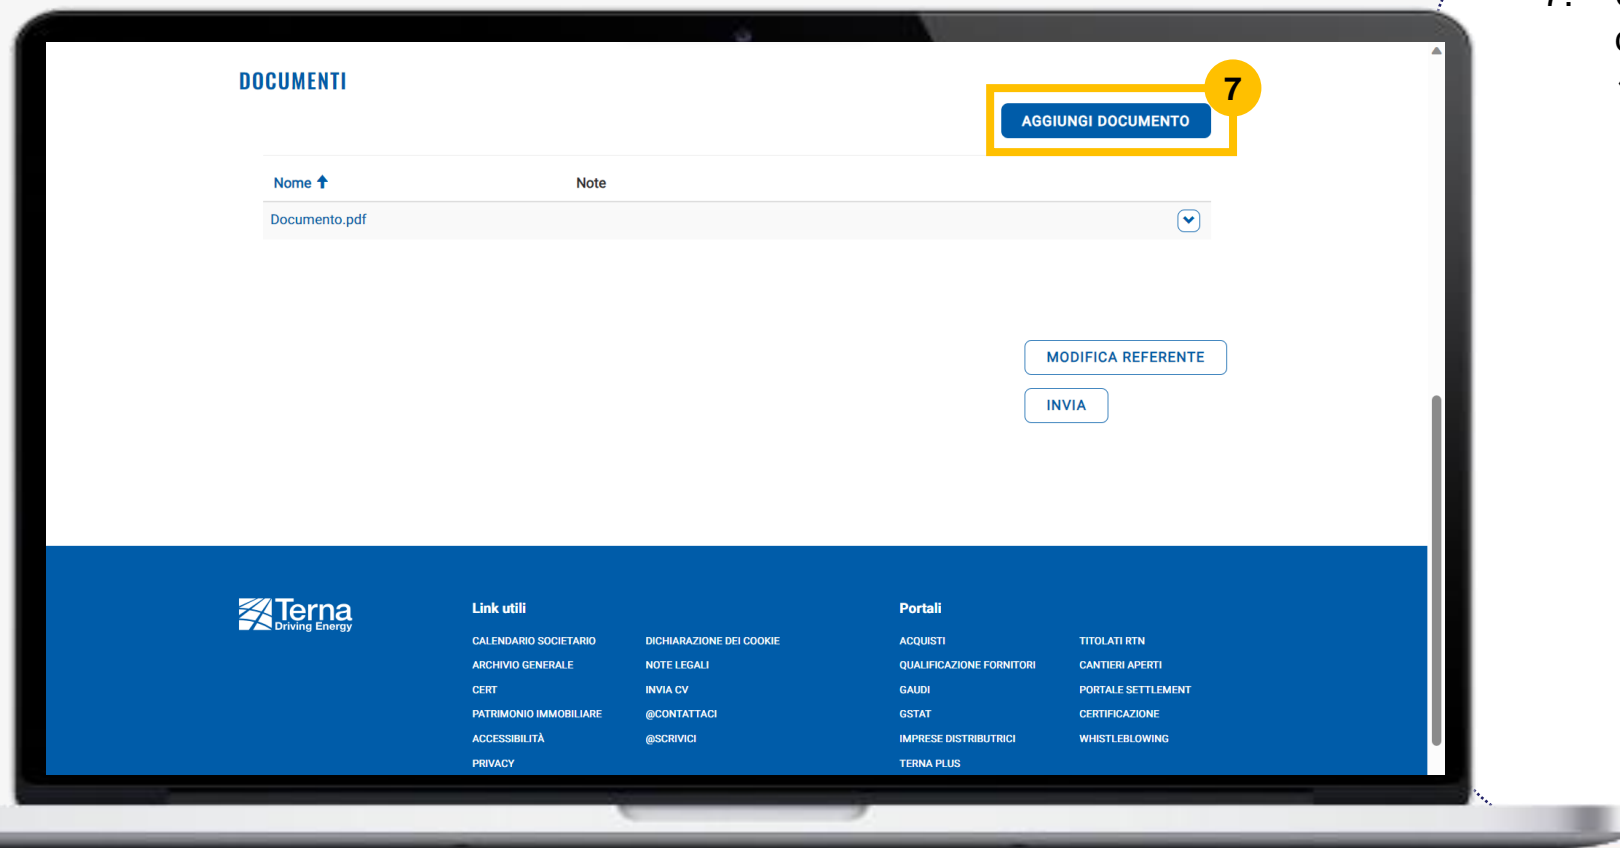 7.
DOCUMENTI
7
AGGIUNGI DOCUMENTO
Nome Note
Documento.pdf
MODIFICA REFERENTE
INVIA
Terna
Driving Energy
Link utili
CALENDARIO SOCIETARIO DICHIARAZIONE DEI COOKIE
ARCHIVIO GENERALE NOTE LEGALI
CERT INVIA CV
PATRIMONIO IMMOBILIARE @CONTATTACI
ACCESSIBILITÀ @SCRIVICI
PRIVACY
Portali
ACQUISTI TITOLATI RTN
QUALIFICAZIONE FORNITORI CANTIERI APERTI
GAUDI PORTALE SETTLEMENT
GSTAT CERTIFICAZIONE
IMPRESE DISTRIBUTRICI WHISTLEBLOWING
TERNA PLUS